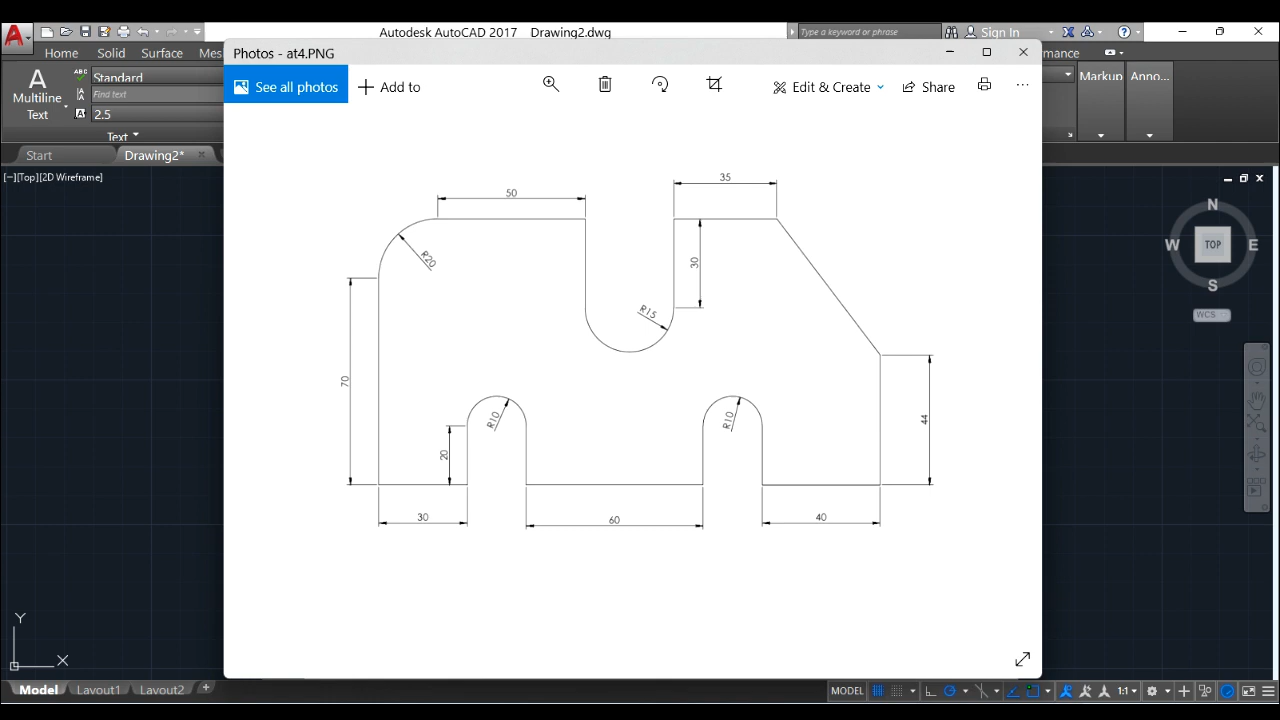 Autodesk AutoCAD 2017 Drawing2.dwg
Type a keyword or phrase
Sign In
Home Solid Surface Mes
mance
Photos - at4.PNG
A
Multiline
Text
ABC
Standard
Find text
2.5
Text
See all photos
Add to
Edit & Create
Share
Markup
Anno...
Start
Drawing2*
[−][Top][2D Wireframe]
N
W
TOP
E
S
WCS
50
35
R20
30
R15
70
R10
R10
44
20
30
60
40
Y
X
Model
Layout1
Layout2
+
MODEL
1:1